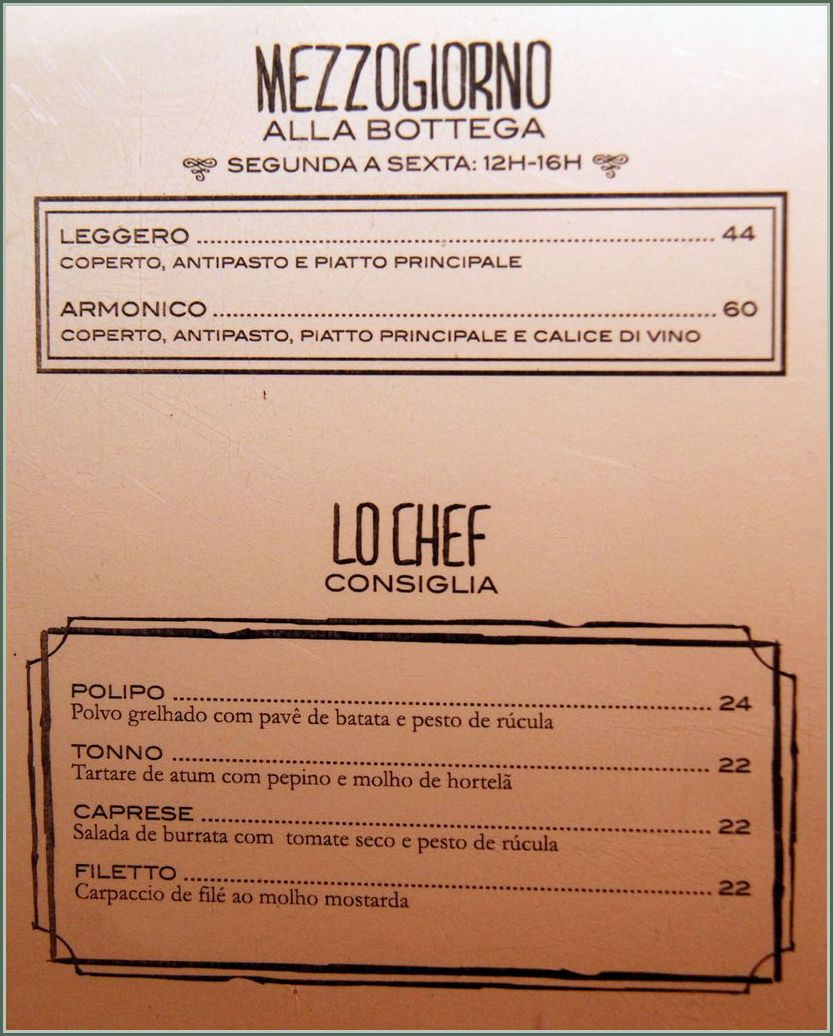 MEZZOGIORNO
ALLA BOTTEGA
SEGUNDA A SEXTA: 12H-16H
LEGGERO ........................................................ 44
COPERTO, ANTIPASTO E PIATTO PRINCIPALE
ARMONICO ........................................................ 60
COPERTO, ANTIPASTO, PIATTO PRINCIPALE E CALICE DI VINO
LO CHEF
CONSIGLIA
POLIPO ........................................................ 24
Polvo grelhado com pavê de batata e pesto de rúcula
TONNO ........................................................ 22
Tartare de atum com pepino e molho de hortelã
CAPRESE ........................................................ 22
Salada de burrata com tomate seco e pesto de rúcula
FILETTO ........................................................ 22
Carpaccio de filé ao molho mostarda